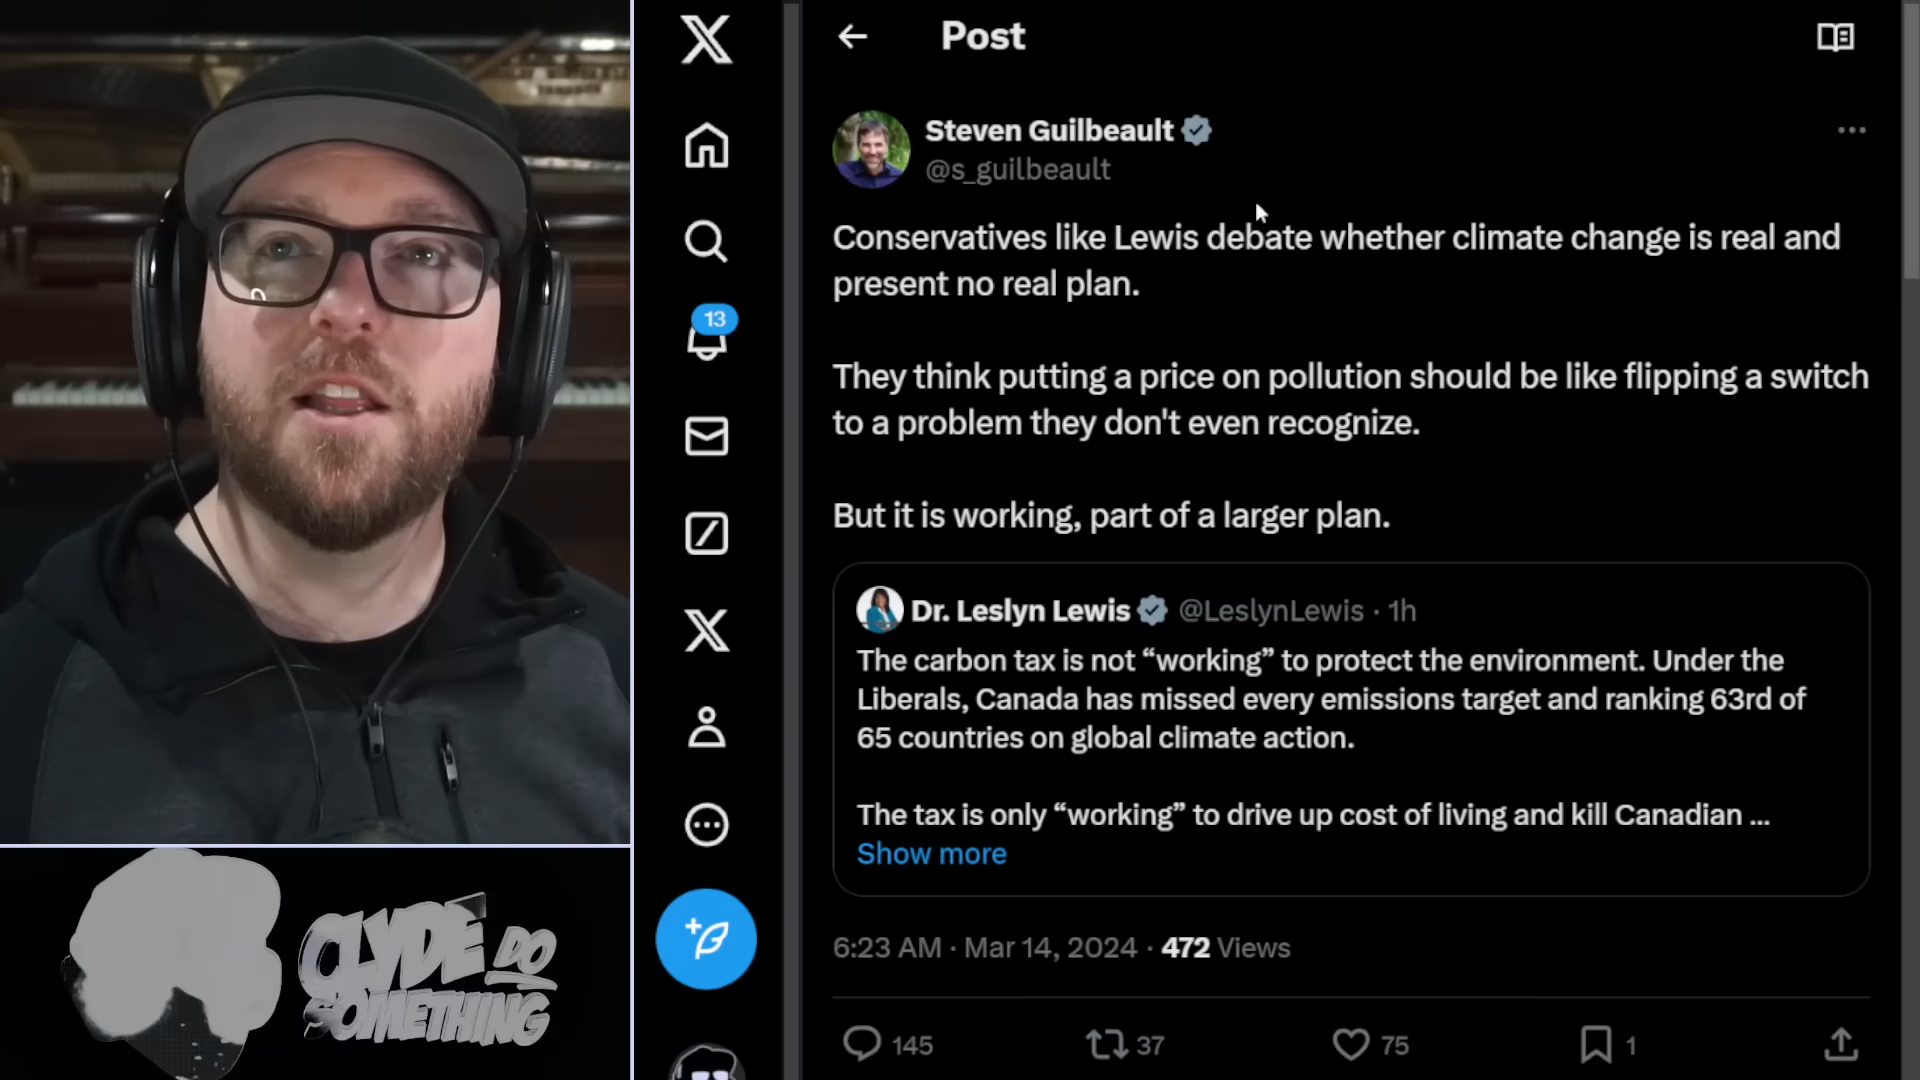 Post
Steven Guilbeault
@s_guilbeault
Conservatives like Lewis debate whether climate change is real and
present no real plan.
They think putting a price on pollution should be like flipping a switch
to a problem they don't even recognize.
But it is working, part of a larger plan.
Dr. Leslyn Lewis @LeslynLewis · 1h
The carbon tax is not “working” to protect the environment. Under the
Liberals, Canada has missed every emissions target and ranking 63rd of
65 countries on global climate action.
The tax is only “working” to drive up cost of living and kill Canadian ...
Show more
6:23 AM · Mar 14, 2024 · 472 Views
145 37 75 1
13
CLYDE DO
SOMETHING